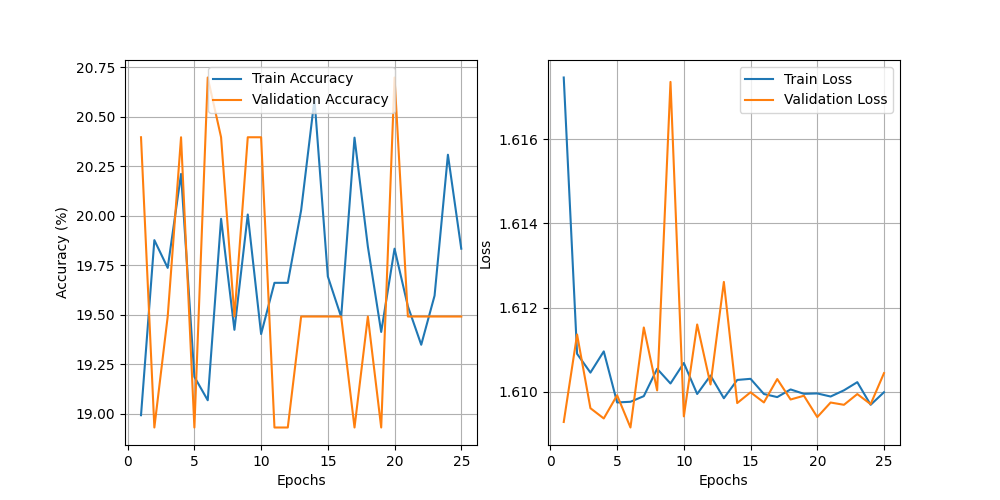 20.75
20.50
20.25
20.00
19.75
19.50
19.25
19.00
Accuracy (%)
0 5 10 15 20 25
Epochs
Train Accuracy
Validation Accuracy
1.616
1.614
1.612
1.610
Loss
0 5 10 15 20 25
Epochs
Train Loss
Validation Loss